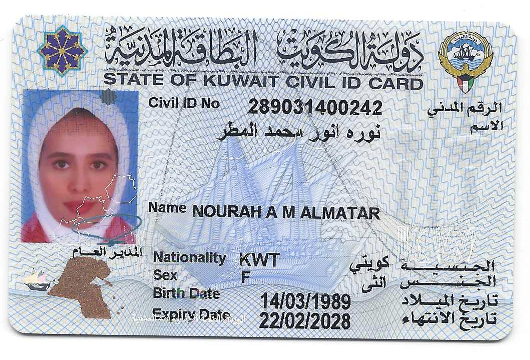 دولة الكويت البطاقة المدنية
STATE OF KUWAIT CIVIL ID CARD
Civil ID No 289031400242 الرقم المدني
نوره انور محمد المطر الاسم
Name NOURAH A M ALMATAR
المدير العام
Nationality KWT كويتي الجنسية
Sex F انثى الجنس
Birth Date 14/03/1989 تاريخ الميلاد
Expiry Date 22/02/2028 تاريخ الانتهاء